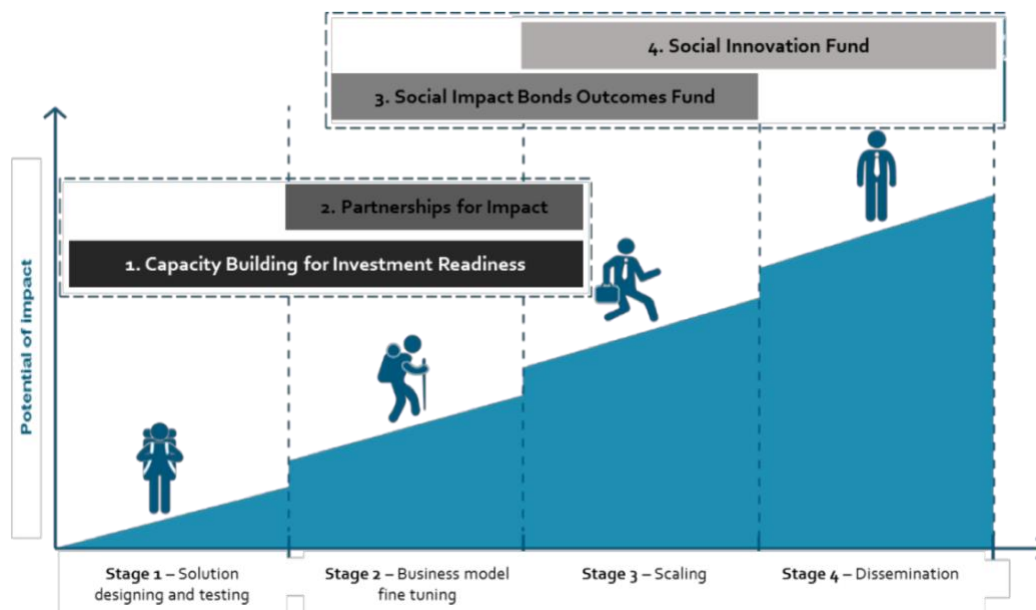 4. Social Innovation Fund
3. Social Impact Bonds Outcomes Fund
2. Partnerships for Impact
1. Capacity Building for Investment Readiness
Potential of impact
Stage 1 – Solution
designing and testing
Stage 2 – Business model
fine tuning
Stage 3 – Scaling
Stage 4 – Dissemination